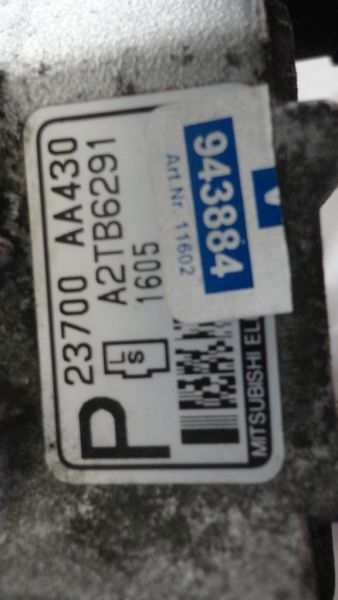 23700 AA430
A2TB6291
1605
P
L
S
MITSUBISHI EL
943884
Art.Nr. 11602